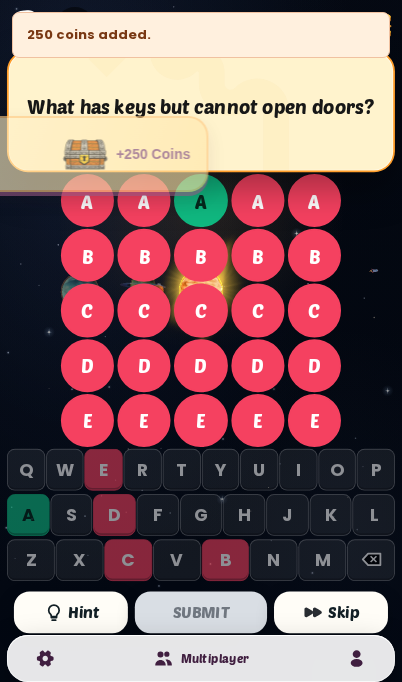 250 coins added.
What has keys but cannot open doors?
+250 Coins
A A A A A
B B B B B
C C C C C
D D D D D
E E E E E
Q W E R T Y U I O P
A S D F G H J K L
Z X C V B N M
Hint SUBMIT Skip
Multiplayer